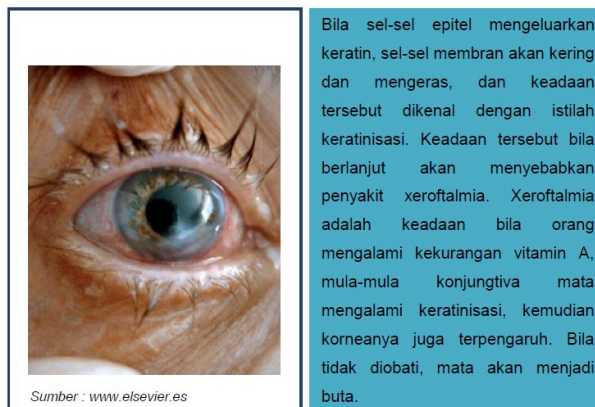 Bila sel-sel epitel mengeluarkan
keratin, sel-sel membran akan kering
dan mengeras, dan keadaan
tersebut dikenal dengan istilah
keratinisasi. Keadaan tersebut bila
berlanjut akan menyebabkan
penyakit xeroftalmia. Xeroftalmia
adalah keadaan bila orang
mengalami kekurangan vitamin A,
mula-mula konjungtiva mata
mengalami keratinisasi, kemudian
korneanya juga terpengaruh. Bila
tidak diobati, mata akan menjadi
buta.
Sumber : www.elsevier.es